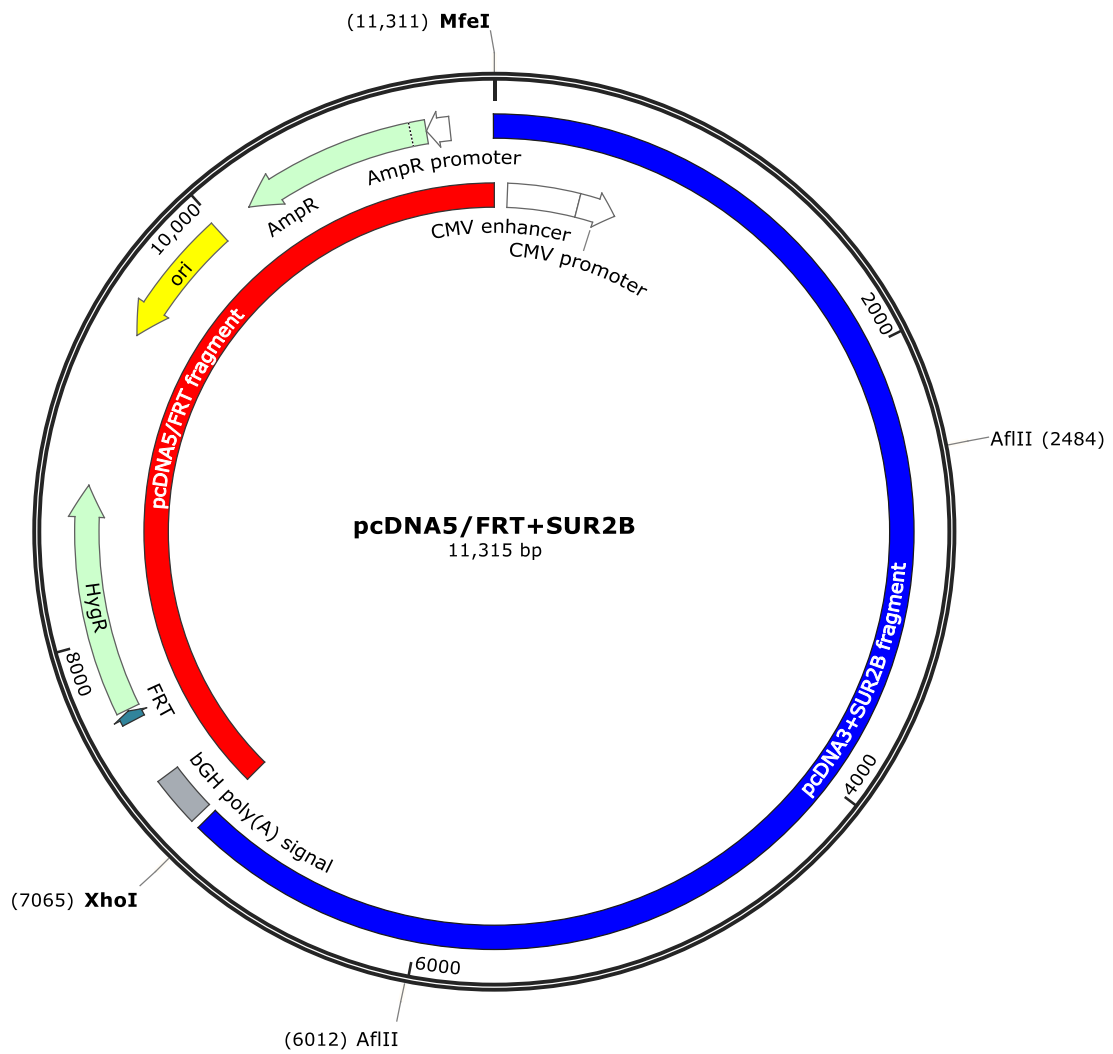 (11,311) MfeI
AmpR promoter
AmpR
CMV enhancer
CMV promoter
10,000
ori
2000
pcDNA5/FRT fragment
AflII (2484)
pcDNA5/FRT+SUR2B
11,315 bp
HygR
pcDNA3+SUR2B fragment
8000
FRT
bGH poly(A) signal
4000
(7065) XhoI
6000
(6012) AflII